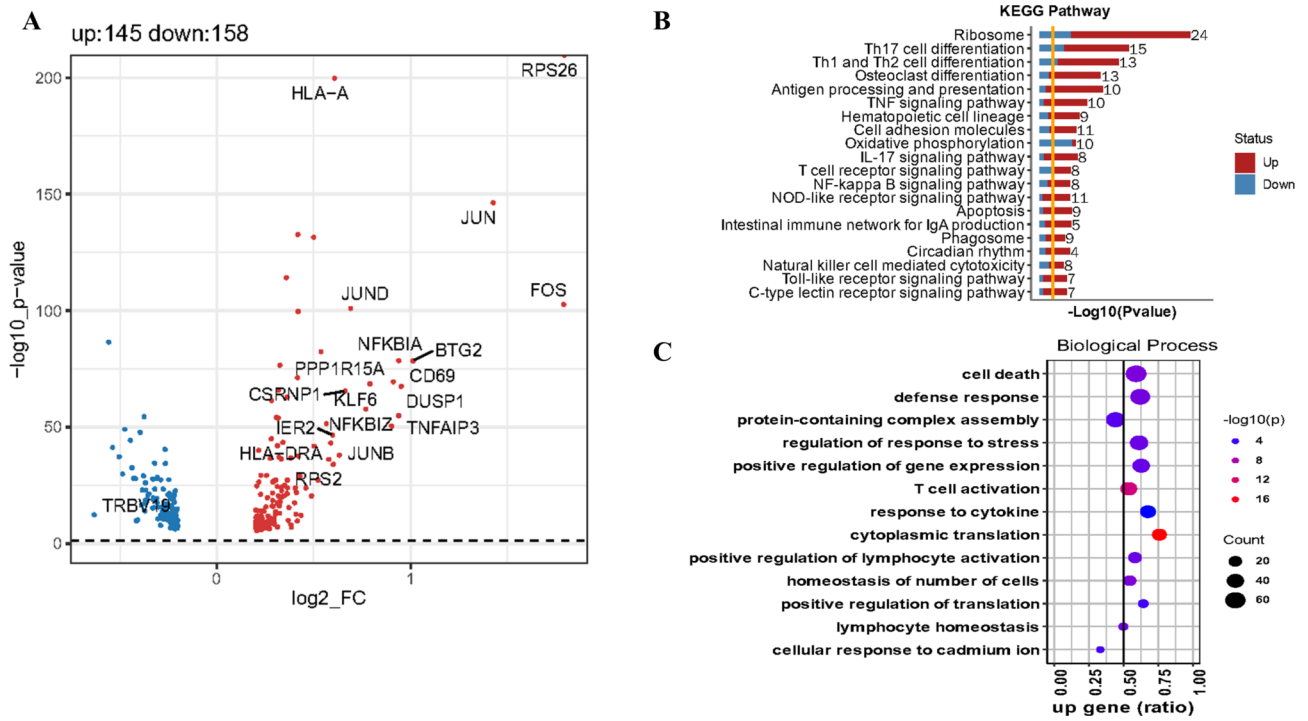 A
up:145 down:158
200
150
100
50
0
0
1
−log10_p−value
log2_FC
RPS26
HLA−A
JUN
FOS
JUND
NFKBIA
BTG2
PPP1R15A
CD69
CSRNP1
KLF6
DUSP1
IER2
NFKBIZ
TNFAIP3
HLA−DRA
JUNB
RPS2
TRBV19
B
KEGG Pathway
Ribosome 24
Th17 cell differentiation 15
Th1 and Th2 cell differentiation 13
Osteoclast differentiation 13
Antigen processing and presentation 10
TNF signaling pathway 10
Hematopoietic cell lineage 9
Cell adhesion molecules 11
Oxidative phosphorylation 10
IL-17 signaling pathway 8
T cell receptor signaling pathway 8
NF-kappa B signaling pathway 8
NOD-like receptor signaling pathway 11
Apoptosis 9
Intestinal immune network for IgA production 5
Phagosome 9
Circadian rhythm 4
Natural killer cell mediated cytotoxicity 8
Toll-like receptor signaling pathway 7
C-type lectin receptor signaling pathway 7
-Log10(Pvalue)
Status
Up
Down
C
Biological Process
cell death
defense response
protein-containing complex assembly
regulation of response to stress
positive regulation of gene expression
T cell activation
response to cytokine
cytoplasmic translation
positive regulation of lymphocyte activation
homeostasis of number of cells
positive regulation of translation
lymphocyte homeostasis
cellular response to cadmium ion
0.00
0.25
0.50
0.75
1.00
up gene (ratio)
-log10(p)
4
8
12
16
Count
20
40
60